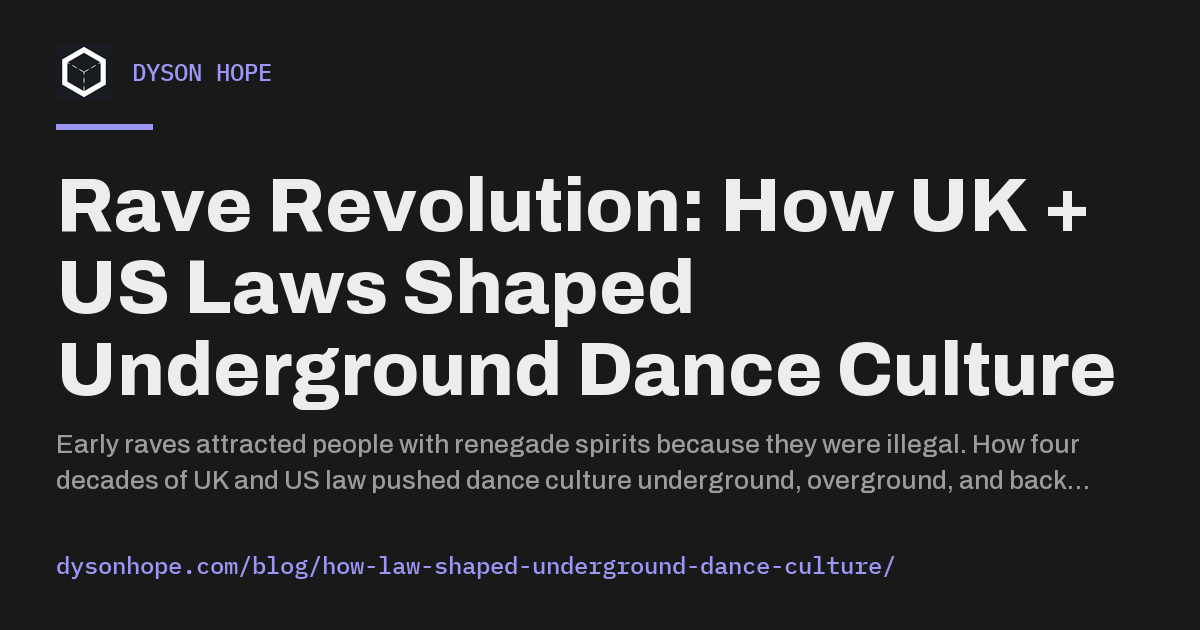 DYSON HOPE
Rave Revolution: How UK +
US Laws Shaped
Underground Dance Culture
Early raves attracted people with renegade spirits because they were illegal. How four
decades of UK and US law pushed dance culture underground, overground, and back...
dysonhope.com/blog/how-law-shaped-underground-dance-culture/